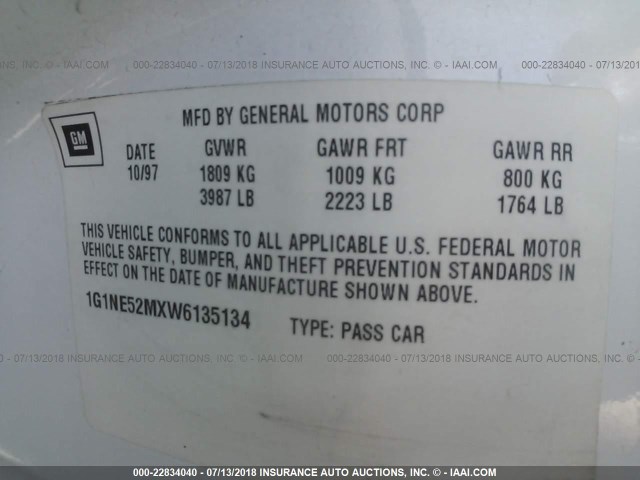 000-22834040 - 07/13/2018 INSURANCE AUTO AUCTIONS, INC. ® - IAAI.COM
MFD BY GENERAL MOTORS CORP
GM
DATE GVWR GAWR FRT GAWR RR
10/97 1809 KG 1009 KG 800 KG
3987 LB 2223 LB 1764 LB
THIS VEHICLE CONFORMS TO ALL APPLICABLE U.S. FEDERAL MOTOR
VEHICLE SAFETY, BUMPER, AND THEFT PREVENTION STANDARDS IN
EFFECT ON THE DATE OF MANUFACTURE SHOWN ABOVE.
1G1NE52MXW6135134 TYPE: PASS CAR
000-22834040 - 07/13/2018 INSURANCE AUTO AUCTIONS, INC. ® - IAAI.COM
000-22834040 - 07/13/2018 INSURANCE AUTO AUCTIONS, INC. ® - IAAI.COM